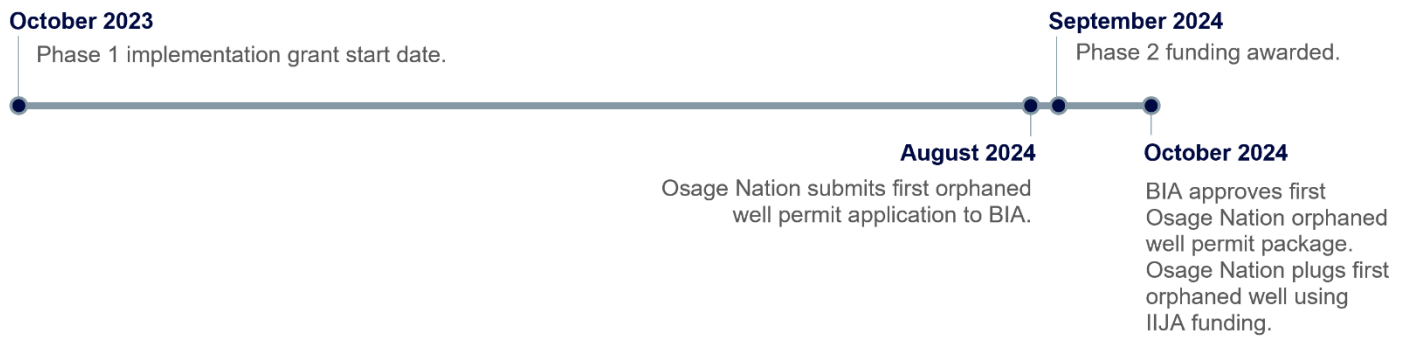 October 2023
Phase 1 implementation grant start date.
September 2024
Phase 2 funding awarded.
August 2024
Osage Nation submits first orphaned
well permit application to BIA.
October 2024
BIA approves first
Osage Nation orphaned
well permit package.
Osage Nation plugs first
orphaned well using
IIJA funding.